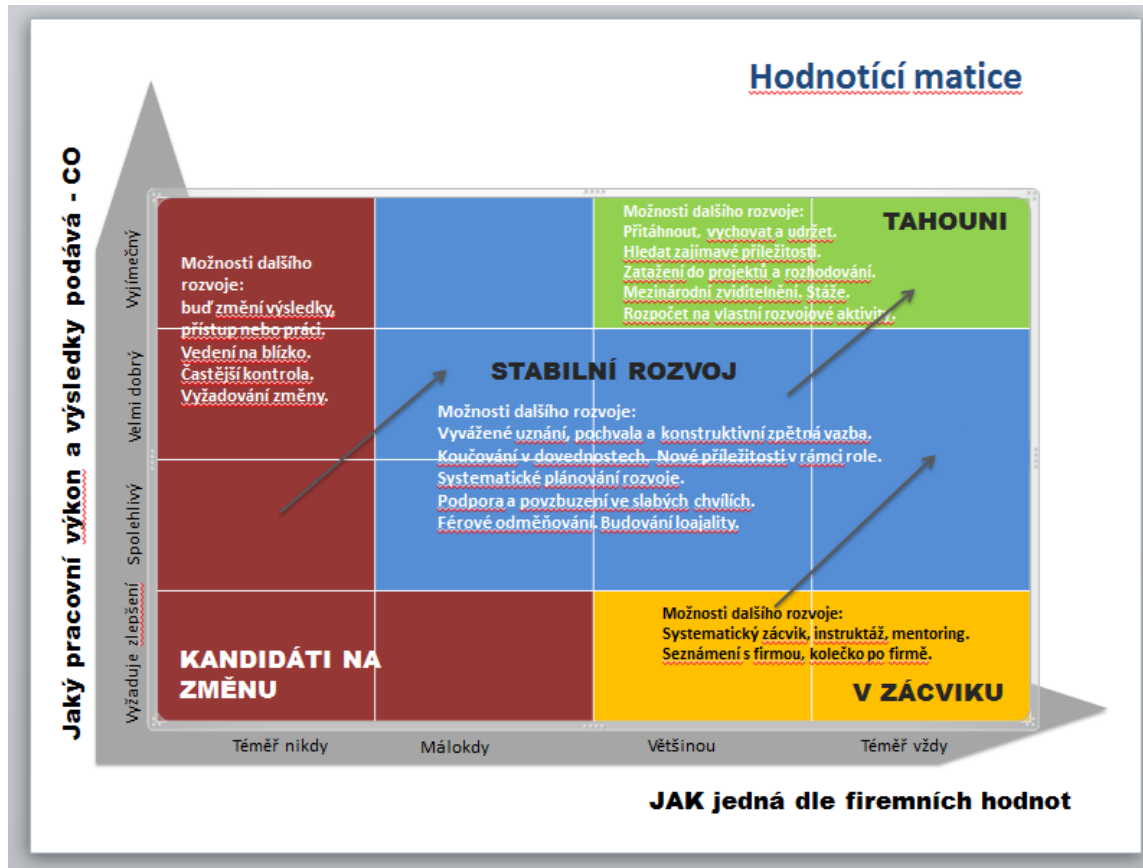 Hodnotící matice
Jaký pracovní výkon a výsledky podává - CO
Vyjímečný
Velmi dobrý
Spolehlivý
Vyžaduje zlepšení
Možnosti dalšího
rozvoje:
buď změní výsledky,
přístup nebo práci.
Vedení na blízko.
Častější kontrola.
Vyžadování změny.
TAHOUNI
Možnosti dalšího rozvoje:
Přitáhnout, vychovat a udržet.
Hledat zajímavé příležitosti.
Zatažení do projektů a rozhodování.
Mezinárodní zviditelnění. Stáže.
Rozpočet na vlastní rozvojové aktivity.
STABILNÍ ROZVOJ
Možnosti dalšího rozvoje:
Vyvážené uznání, pochvala a konstruktivní zpětná vazba.
Koučování v dovednostech. Nové příležitosti v rámci role.
Systematické plánování rozvoje.
Podpora a povzbuzení ve slabých chvílích.
Férové odměňování. Budování loajality.
KANDIDÁTI NA
ZMĚNU
Možnosti dalšího rozvoje:
Systematický zácvik, instruktáž, mentoring.
Seznámení s firmou, kolečko po firmě.
V ZÁCVIKU
Téměř nikdy
Málokdy
Většinou
Téměř vždy
JAK jedná dle firemních hodnot